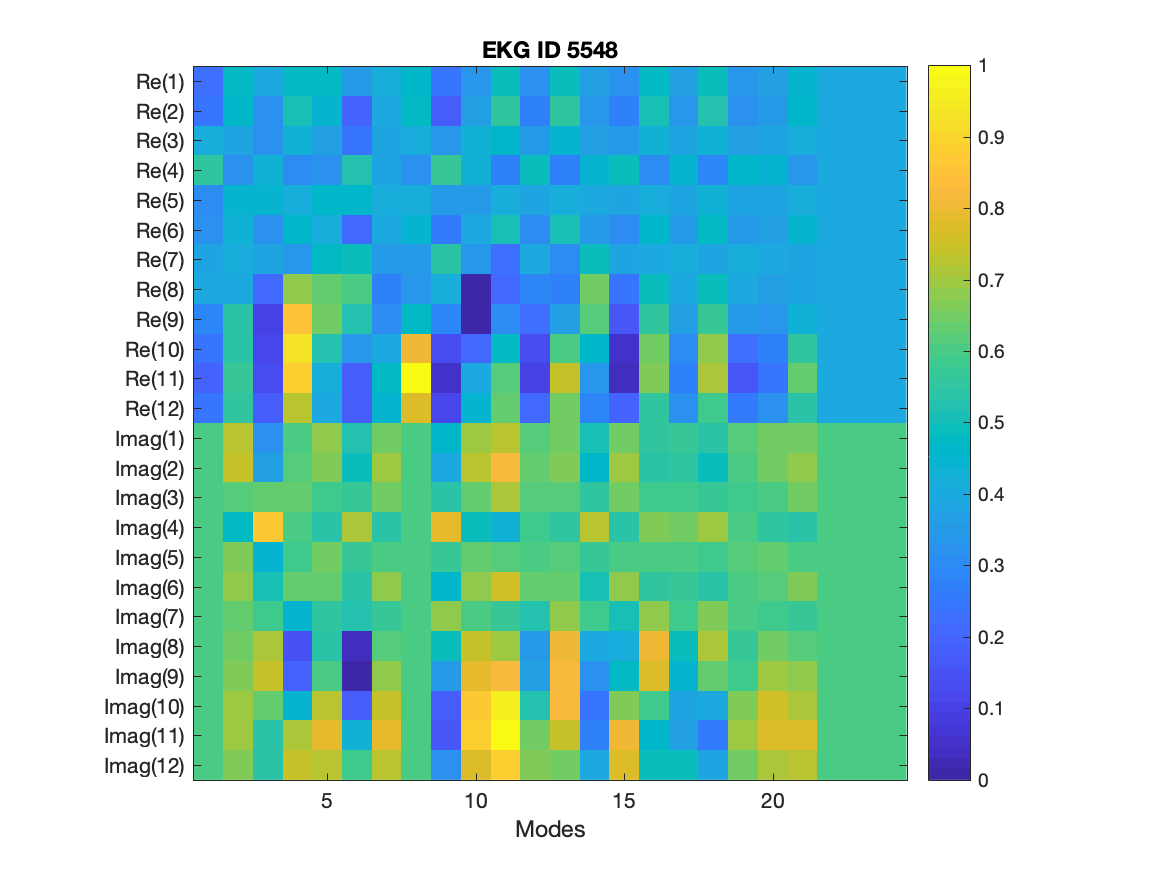 EKG ID 5548
Re(1)
Re(2)
Re(3)
Re(4)
Re(5)
Re(6)
Re(7)
Re(8)
Re(9)
Re(10)
Re(11)
Re(12)
Imag(1)
Imag(2)
Imag(3)
Imag(4)
Imag(5)
Imag(6)
Imag(7)
Imag(8)
Imag(9)
Imag(10)
Imag(11)
Imag(12)
5 10 15 20
Modes
1
0.9
0.8
0.7
0.6
0.5
0.4
0.3
0.2
0.1
0